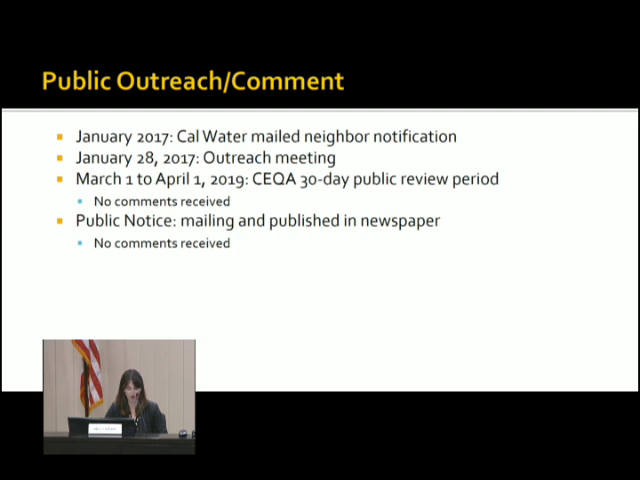 Public Outreach/Comment
January 2017: Cal Water mailed neighbor notification
January 28, 2017: Outreach meeting
March 1 to April 1, 2019: CEQA 30-day public review period
No comments received
Public Notice: mailing and published in newspaper
No comments received